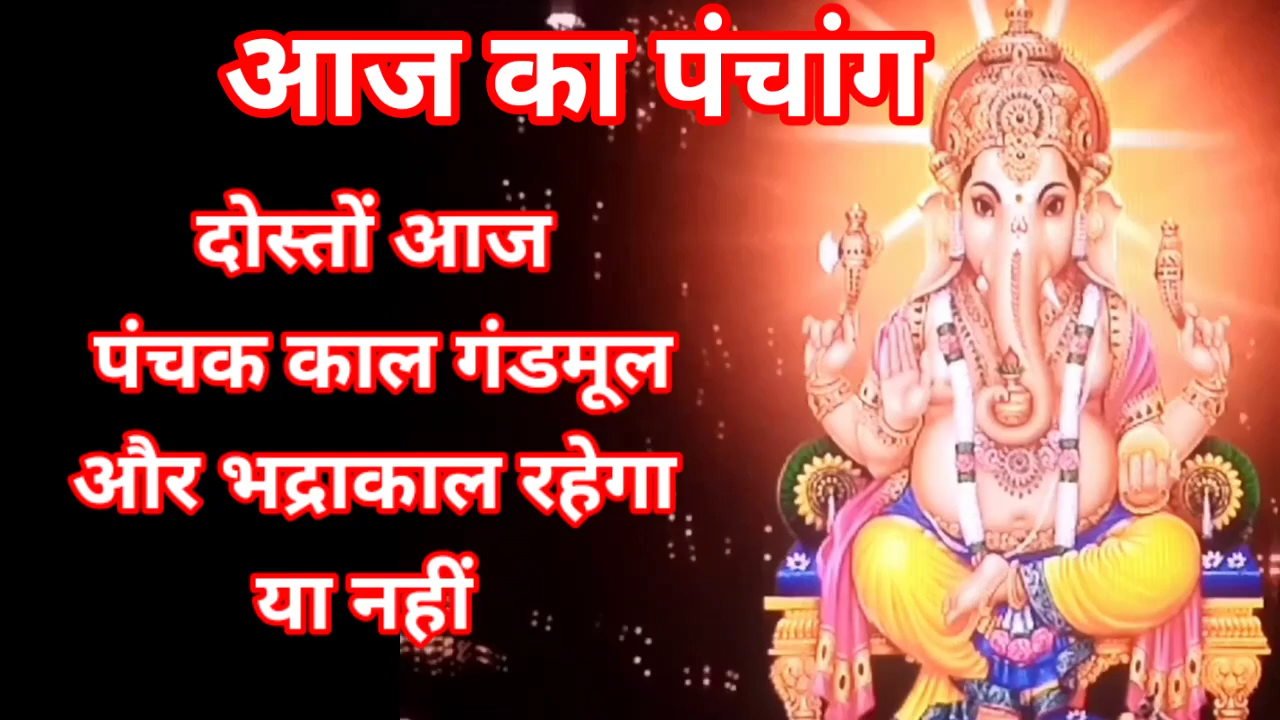 आज का पंचांग
दोस्तों आज
पंचक काल गंडमूल
और भद्राकाल रहेगा
या नहीं